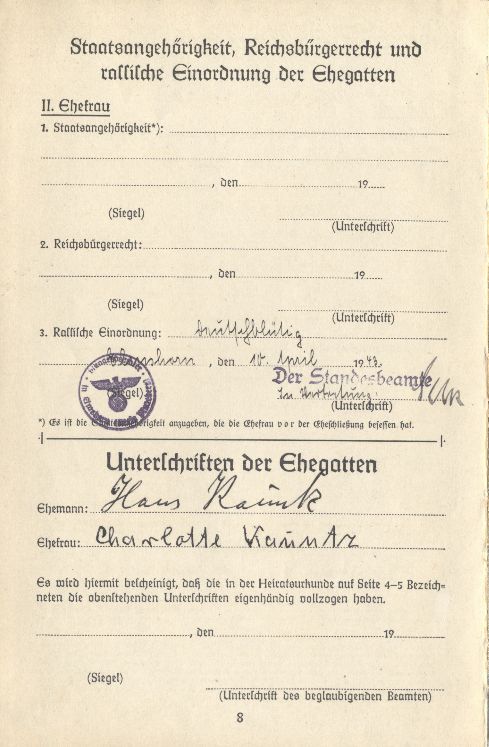 Staatsangehörigkeit, Reichsbürgerrecht und
rassische Einordnung der Ehegatten
II. Ehefrau
1. Staatsangehörigkeit*):
, den 19
(Siegel)
(Unterschrift)
2. Reichsbürgerrecht:
, den 19
(Siegel)
(Unterschrift)
3. Rassische Einordnung: deutschblütig
, den 10. April 1943.
Der Standesbeamte
(Siegel) In Vertretung
(Unterschrift)
*) Es ist die Staatsangehörigkeit anzugeben, die die Ehefrau vor der Eheschließung besessen hat.
Unterschriften der Ehegatten
Ehemann: Hans Kauntz
Ehefrau: Charlotte Kauntz
Es wird hiermit bescheinigt, daß die in der Heiratsurkunde auf Seite 4–5 Bezeich-
neten die obenstehenden Unterschriften eigenhändig vollzogen haben.
, den 19
(Siegel)
(Unterschrift des beglaubigenden Beamten)
8